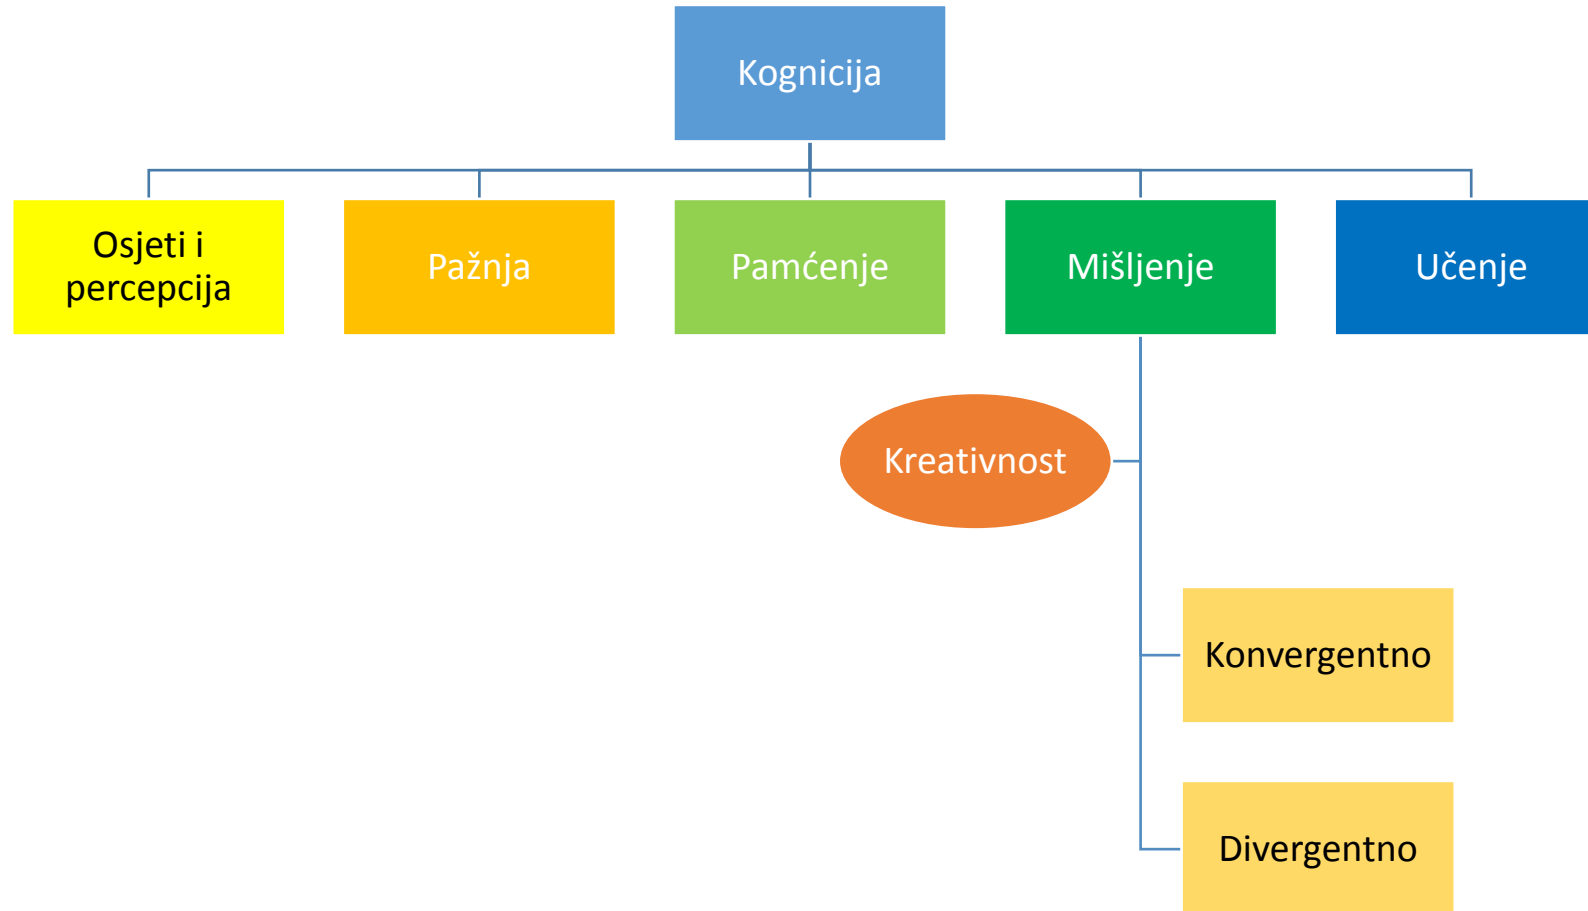 Kognicija
Osjeti i
percepcija
Pažnja
Pamćenje
Mišljenje
Učenje
Kreativnost
Konvergentno
Divergentno